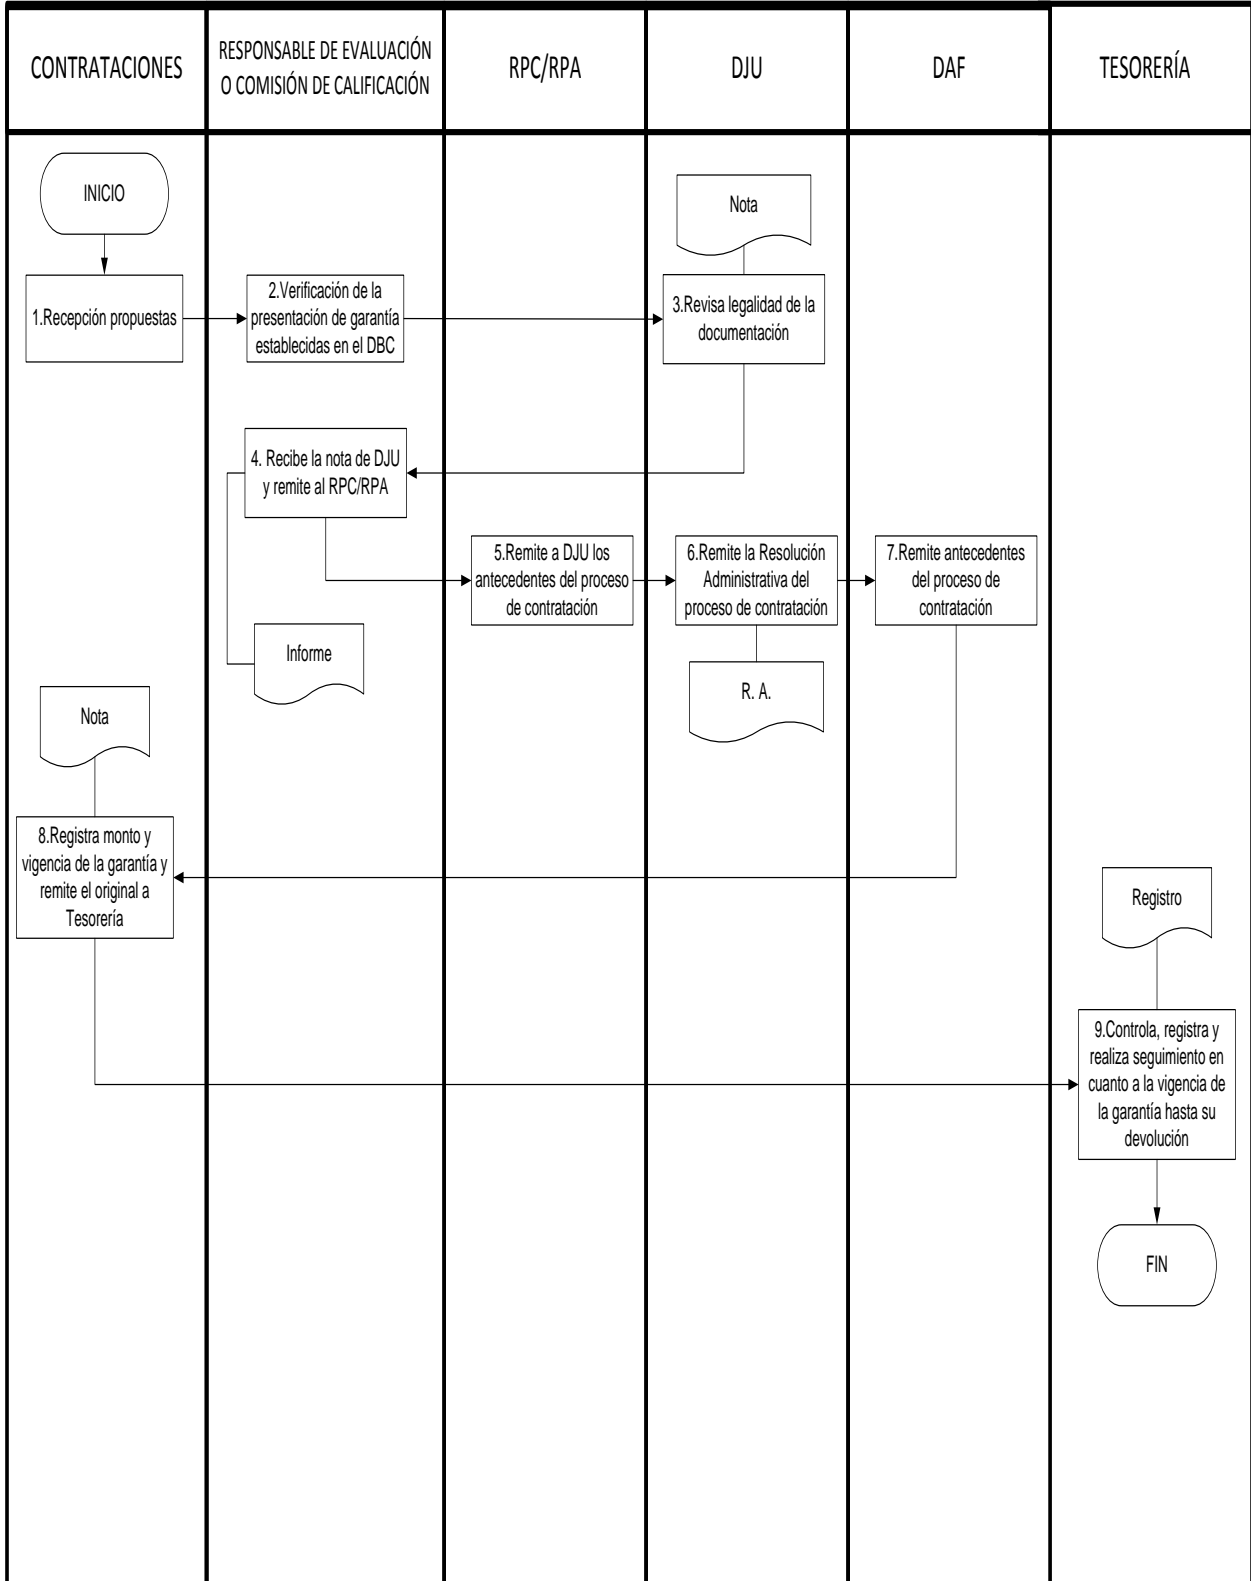 CONTRATACIONES
RESPONSABLE DE EVALUACIÓN
O COMISIÓN DE CALIFICACIÓN
RPC/RPA
DJU
DAF
TESORERÍA
INICIO
Nota
1.Recepción propuestas
2.Verificación de la
presentación de garantía
establecidas en el DBC
3.Revisa legalidad de la
documentación
4. Recibe la nota de DJU
y remite al RPC/RPA
5.Remite a DJU los
antecedentes del proceso
de contratación
6.Remite la Resolución
Administrativa del
proceso de contratación
7.Remite antecedentes
del proceso de
contratación
Informe
R. A.
Nota
8.Registra monto y
vigencia de la garantía y
remite el original a
Tesorería
Registro
9.Controla, registra y
realiza seguimiento en
cuanto a la vigencia de
la garantía hasta su
devolución
FIN